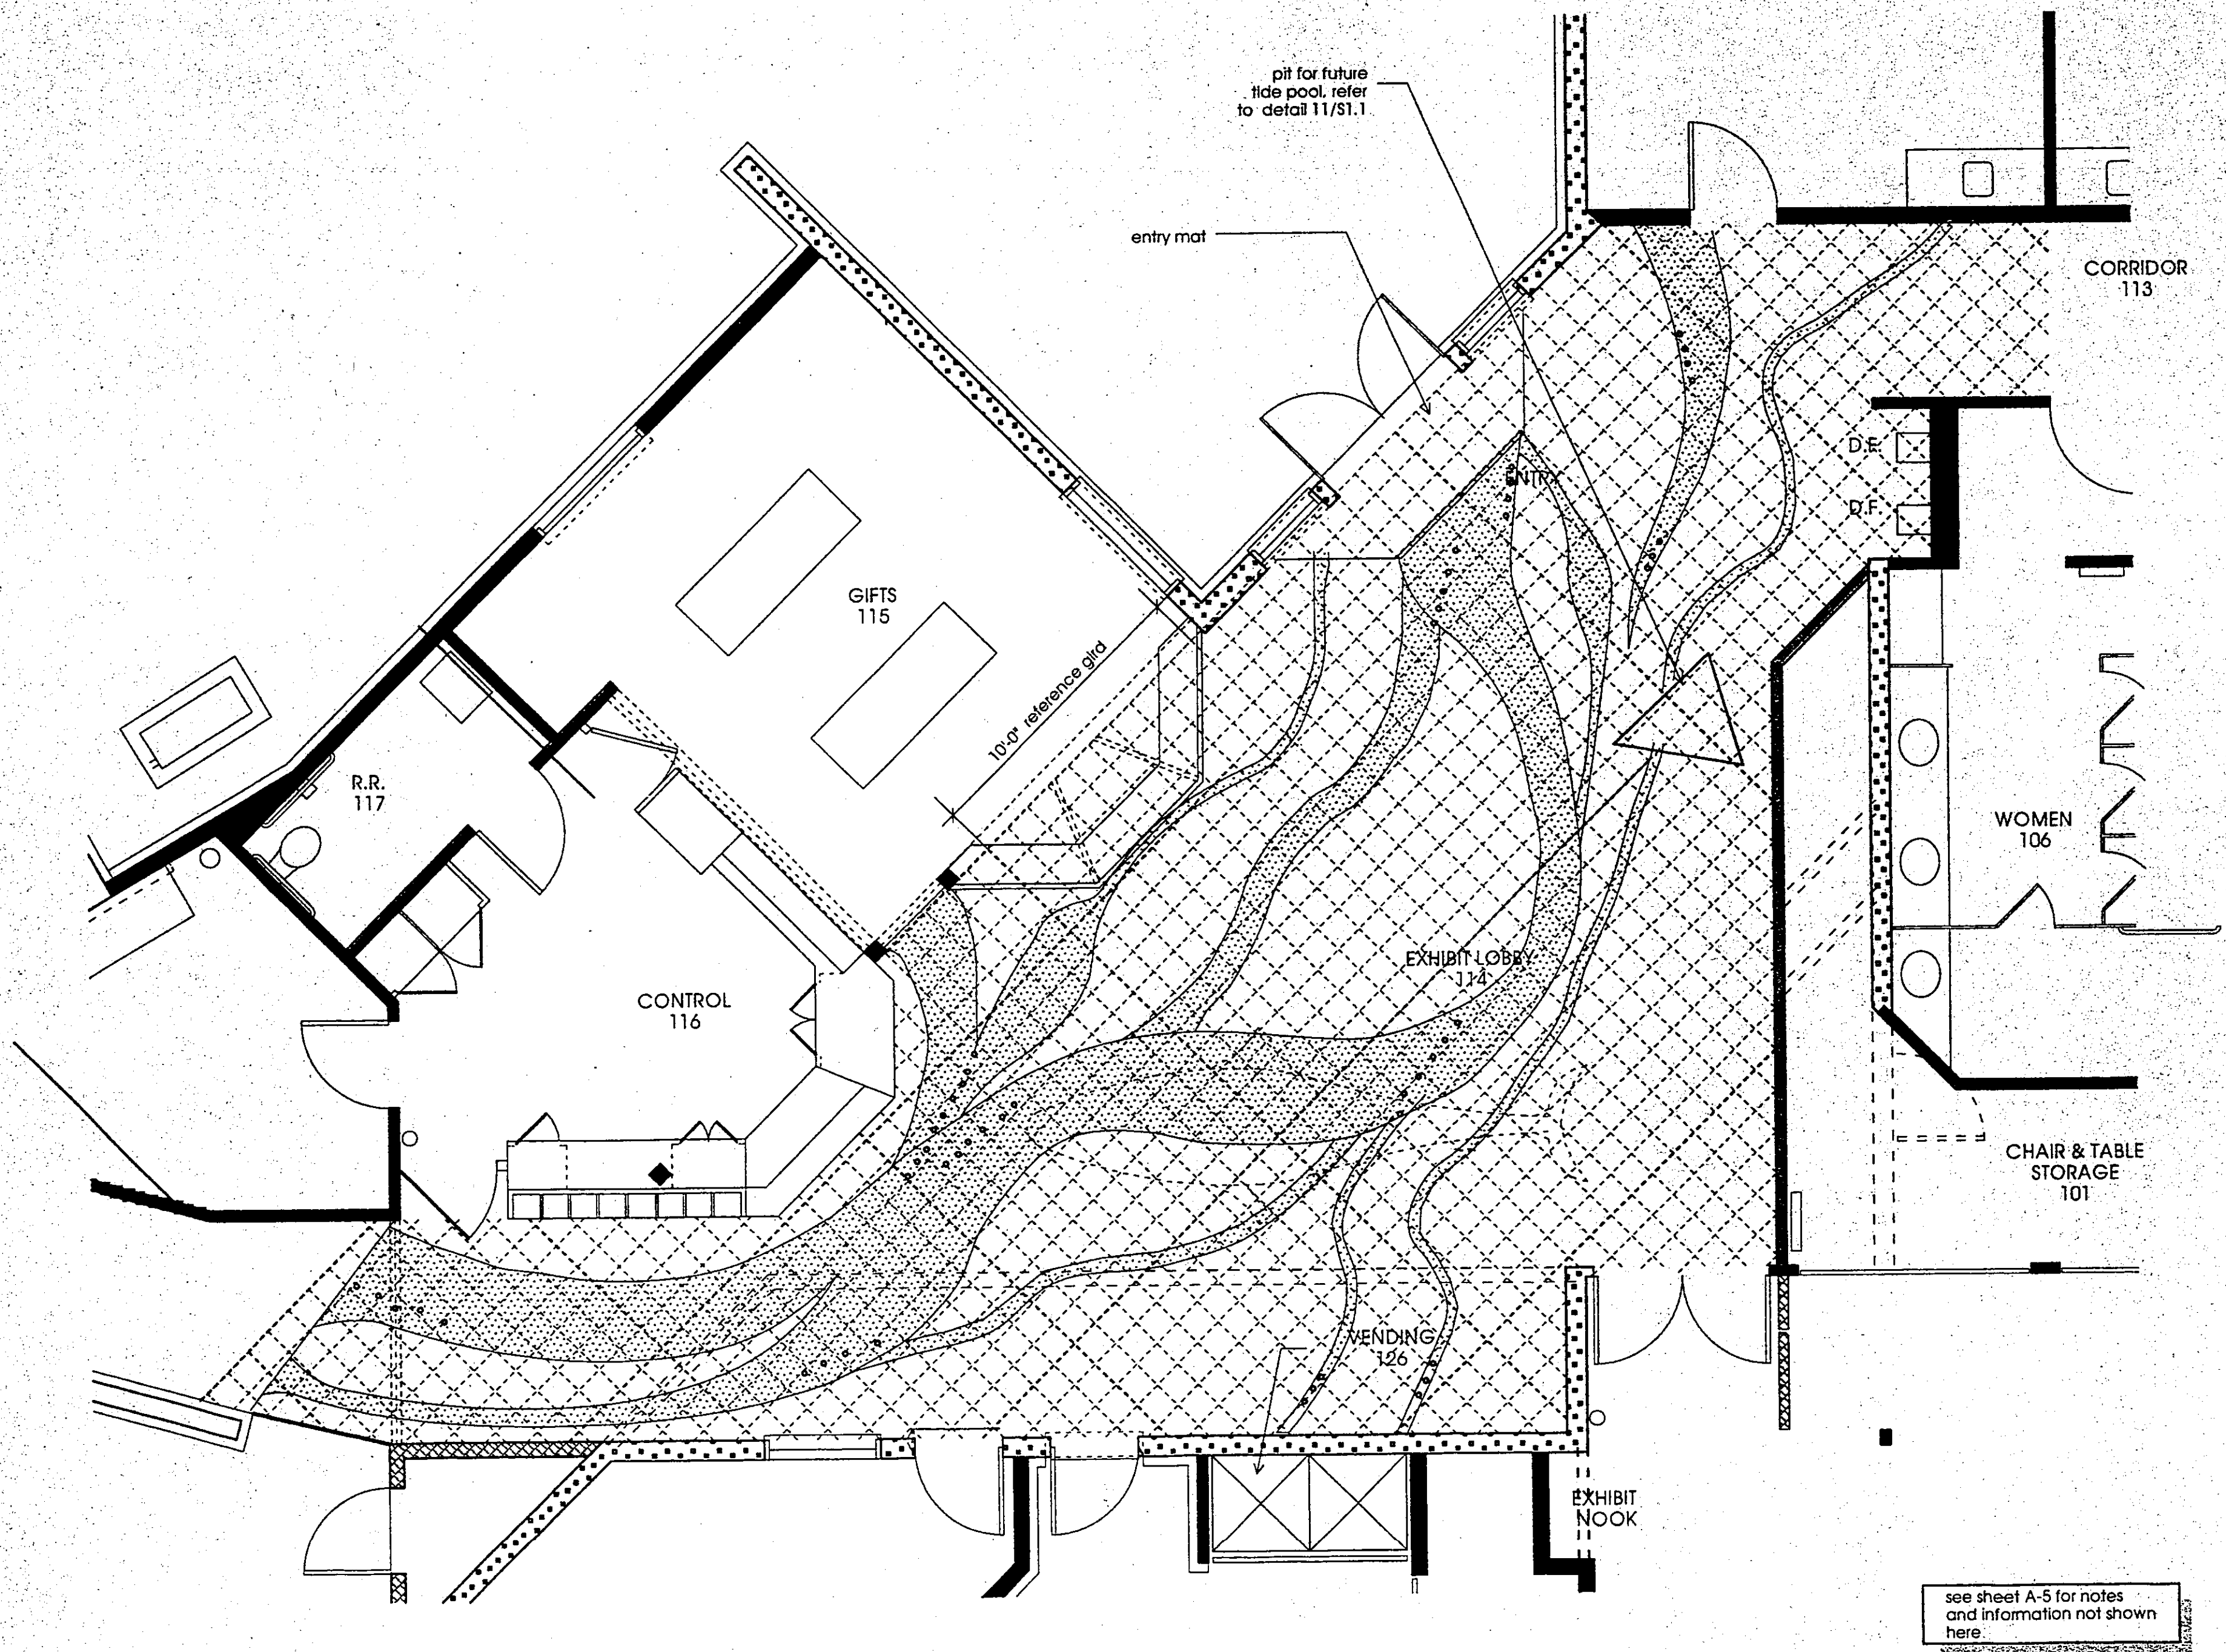 pit for future
tide pool, refer
to detail 11/S1.1
entry mat
CORRIDOR
113
D.F.
D.F.
ENTRY
GIFTS
115
10'-0" reference gird
R.R.
117
WOMEN
106
EXHIBIT LOBBY
114
CONTROL
116
CHAIR & TABLE
STORAGE
101
VENDING
126
EXHIBIT
NOOK
see sheet A-5 for notes
and information not shown
here.